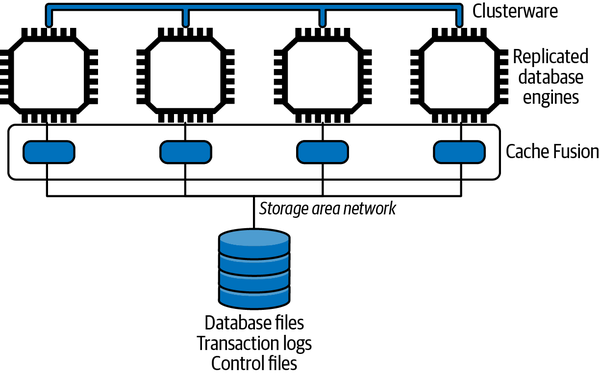 Clusterware
Replicated
database
engines
Cache Fusion
Storage area network
Database files
Transaction logs
Control files